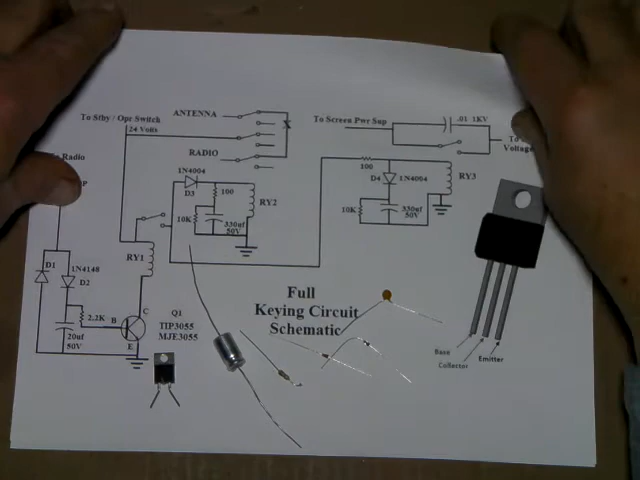 To Stby / Opr Switch
24 Volts
ANTENNA
RADIO
X
To Screen Pwr Sup
.01 1KV
To
Voltage
Radio
1N4004
D3
100
10K
330uf
50V
RY2
100
D4
1N4004
10K
330uf
50V
RY3
RY1
D1
1N4148
D2
2.2K
20uf
50V
B
C
E
Q1
TIP3055
MJE3055
Full
Keying Circuit
Schematic
Base
Collector
Emitter